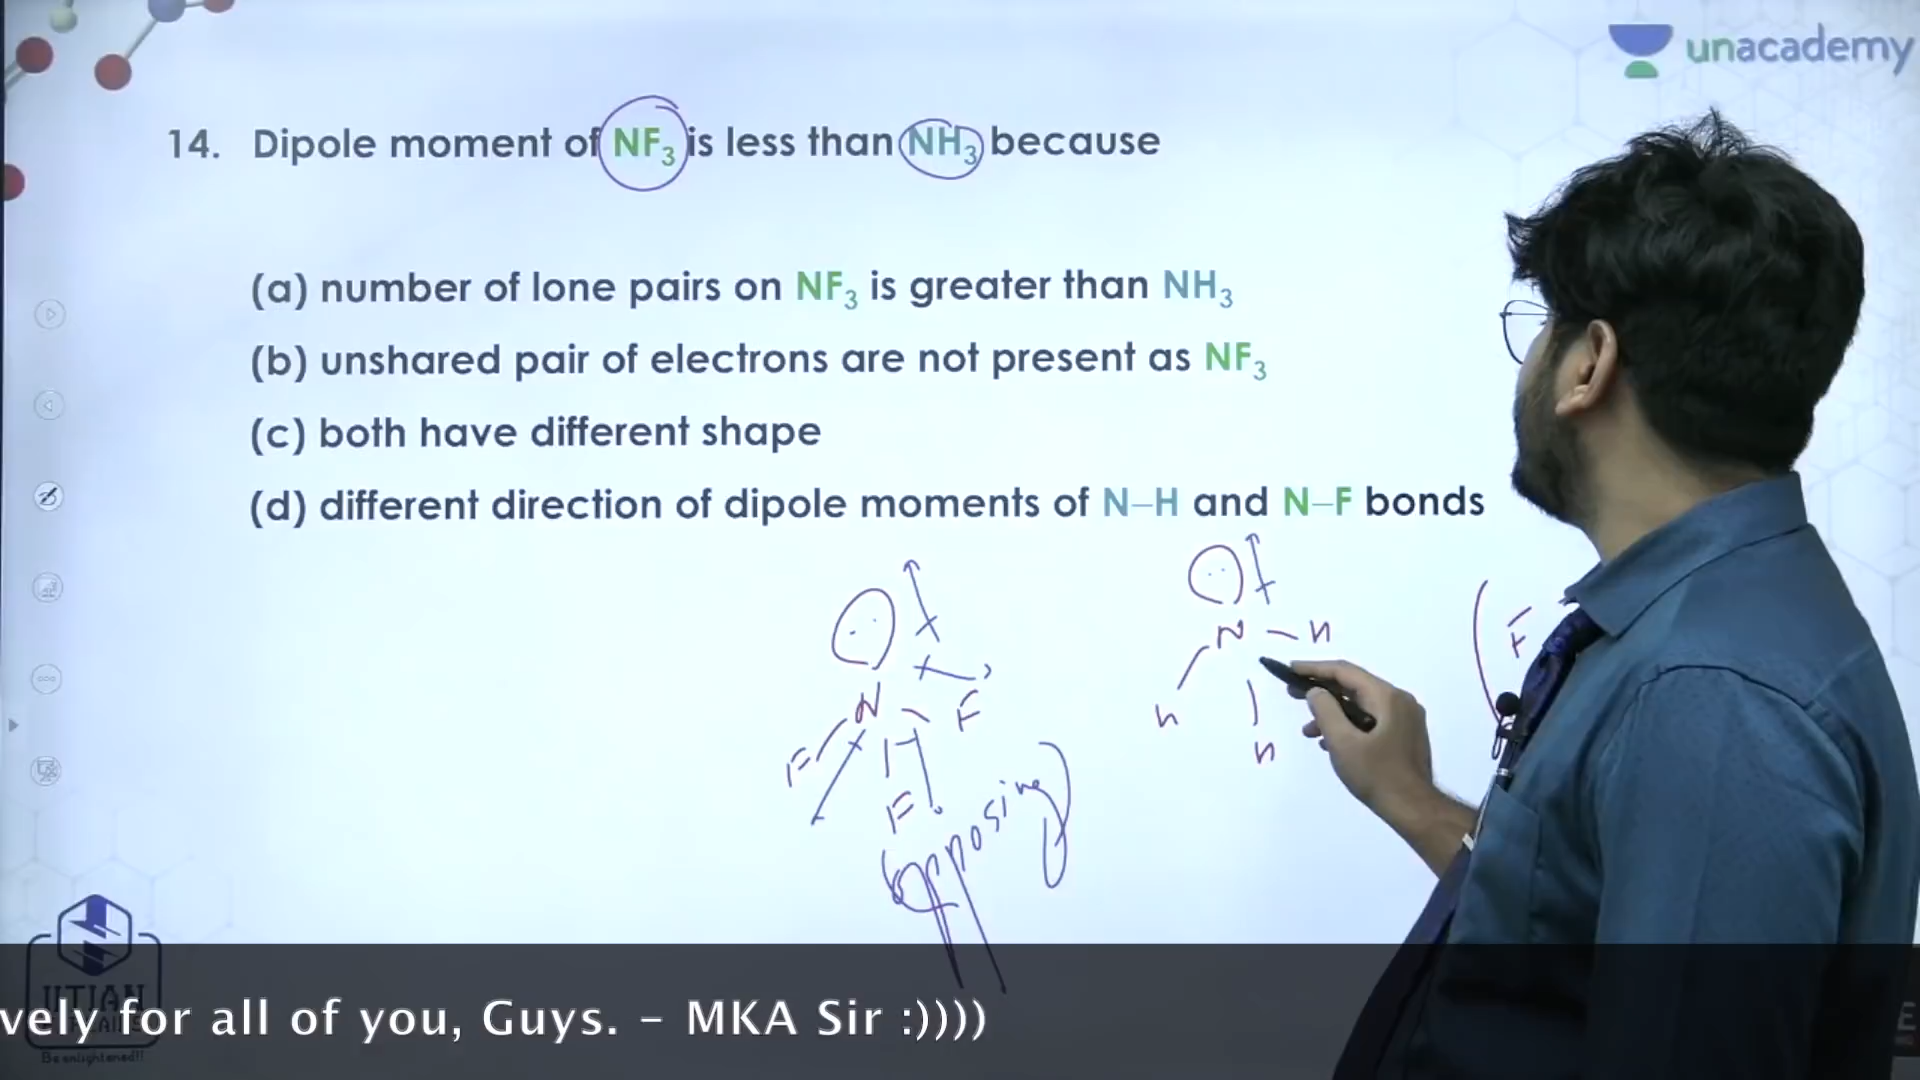 unacademy
14. Dipole moment of NF₃ is less than NH₃ because
(a) number of lone pairs on NF₃ is greater than NH₃
(b) unshared pair of electrons are not present as NF₃
(c) both have different shape
(d) different direction of dipole moments of N–H and N–F bonds
N H
H
H
F
N F
F
F
opposing
vely for all of you, Guys. – MKA Sir :))))
Be enlightened!!